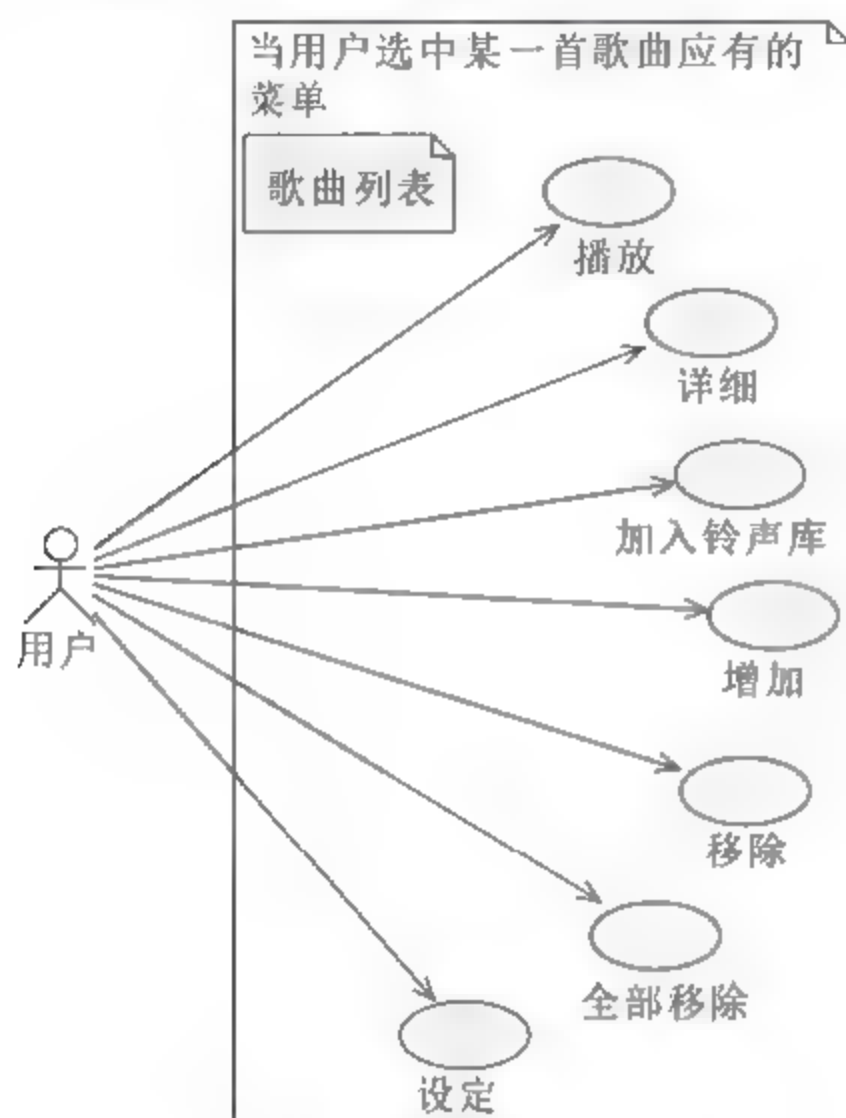 当用户选中某一首歌曲应有的
菜单
歌曲列表
播放
详细
加入铃声库
用户
增加
移除
全部移除
设定